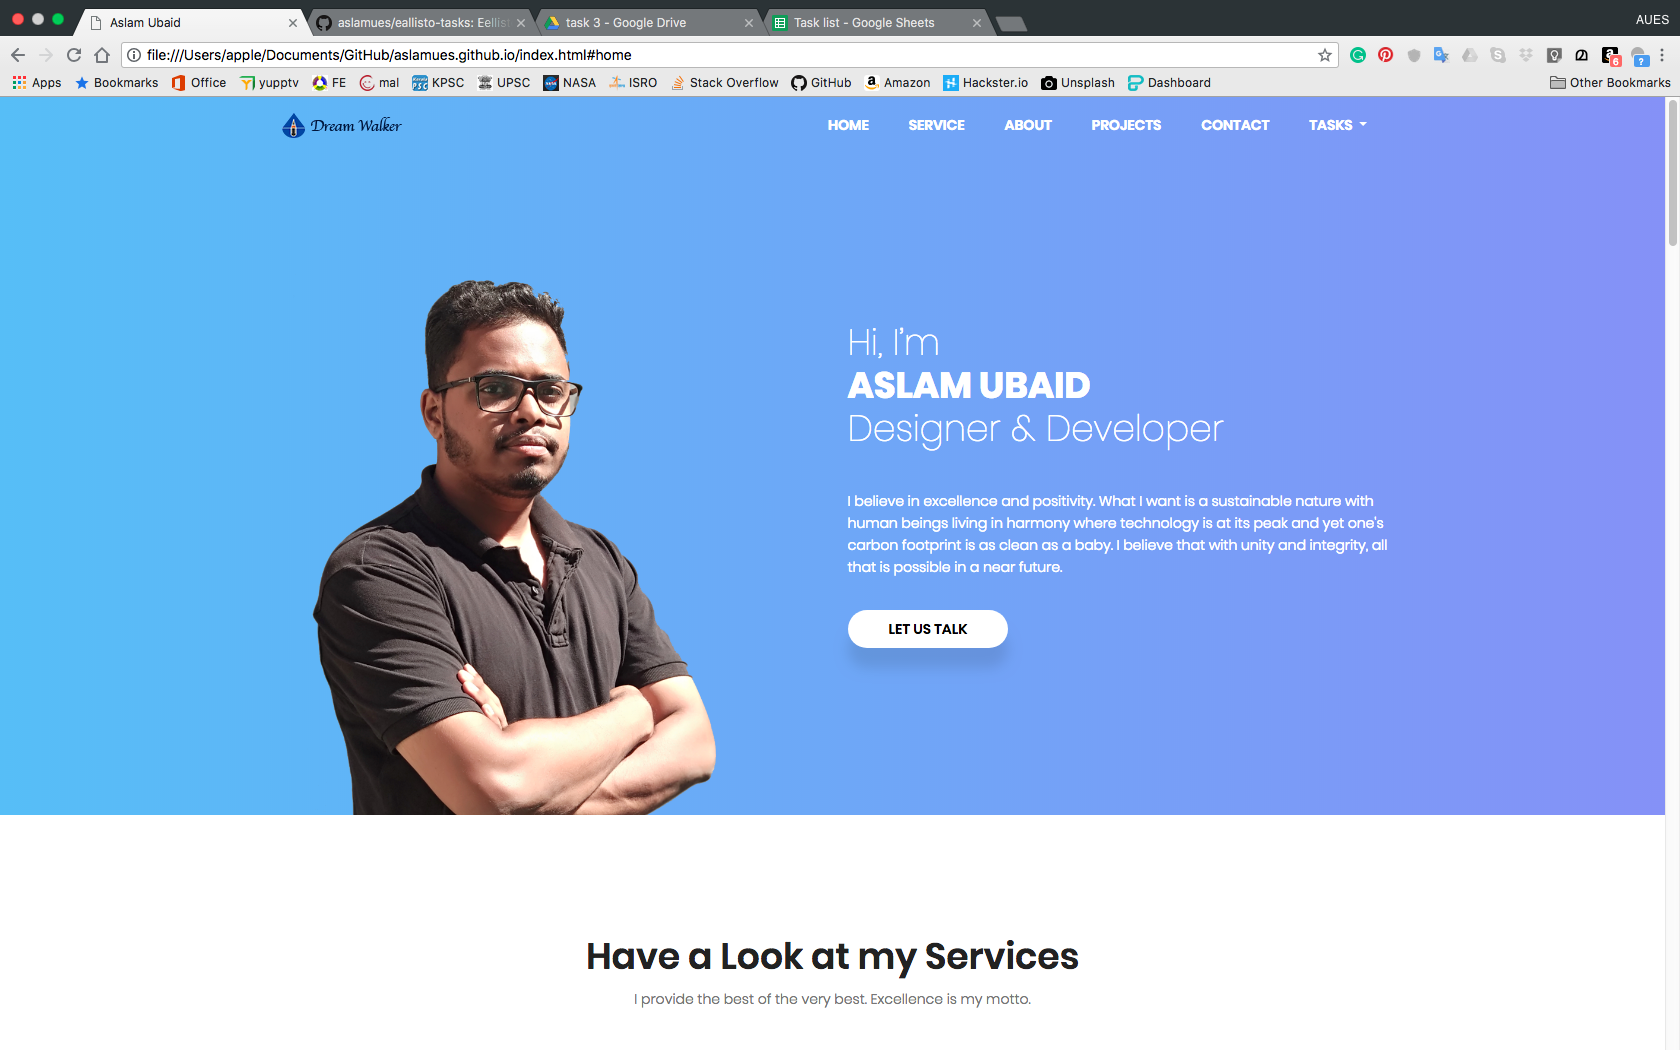 Aslam Ubaid
aslamues/eallisto-tasks: Eellist
task 3 - Google Drive
Task list - Google Sheets
AUES
file:///Users/apple/Documents/GitHub/aslamues.github.io/index.html#home
Apps Bookmarks Office yupptv FE mal KPSC UPSC NASA ISRO Stack Overflow GitHub Amazon Hackster.io Unsplash Dashboard Other Bookmarks
Dream Walker
HOME SERVICE ABOUT PROJECTS CONTACT TASKS
Hi, I'm
ASLAM UBAID
Designer & Developer
I believe in excellence and positivity. What I want is a sustainable nature with
human beings living in harmony where technology is at its peak and yet one's
carbon footprint is as clean as a baby. I believe that with unity and integrity, all
that is possible in a near future.
LET US TALK
Have a Look at my Services
I provide the best of the very best. Excellence is my motto.